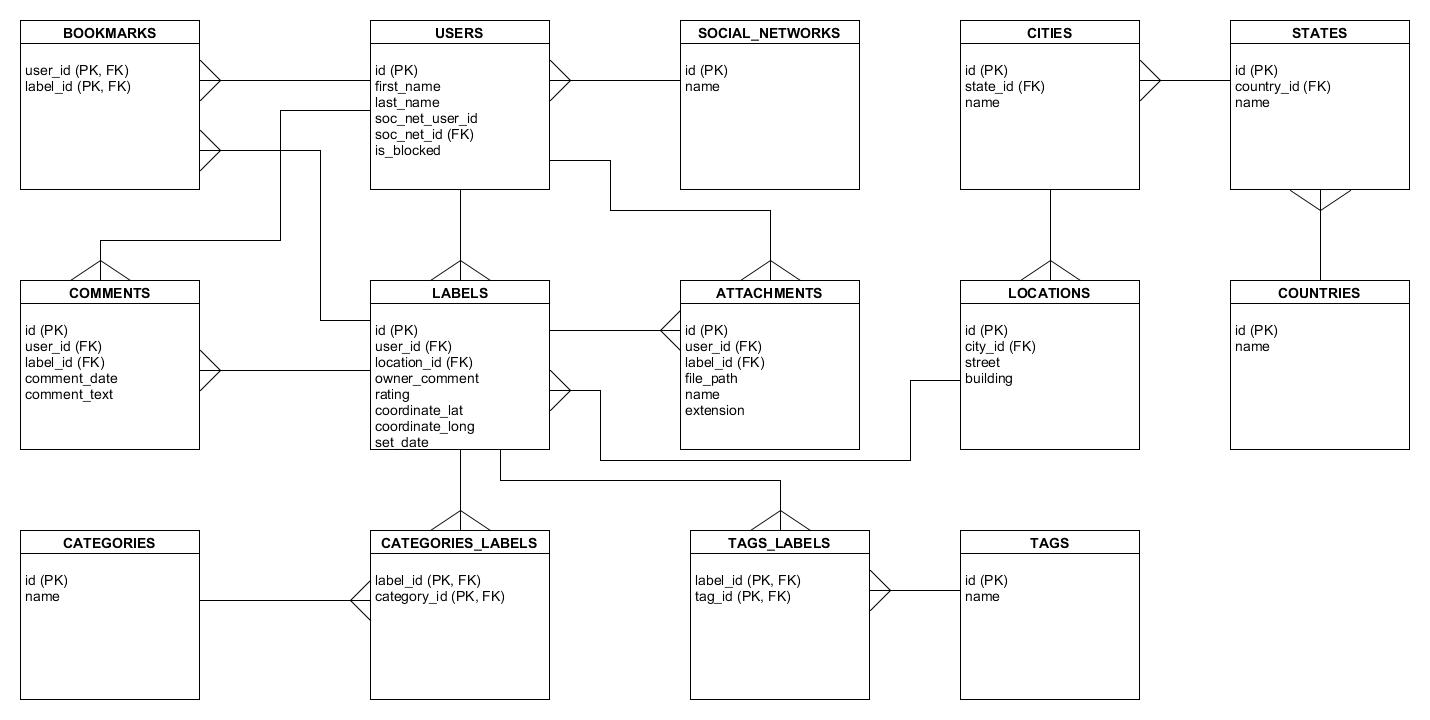 BOOKMARKS
user_id (PK, FK)
label_id (PK, FK)
USERS
id (PK)
first_name
last_name
soc_net_user_id
soc_net_id (FK)
is_blocked
SOCIAL_NETWORKS
id (PK)
name
CITIES
id (PK)
state_id (FK)
name
STATES
id (PK)
country_id (FK)
name
COMMENTS
id (PK)
user_id (FK)
label_id (FK)
comment_date
comment_text
LABELS
id (PK)
user_id (FK)
location_id (FK)
owner_comment
rating
coordinate_lat
coordinate_long
set_date
ATTACHMENTS
id (PK)
user_id (FK)
label_id (FK)
file_path
name
extension
LOCATIONS
id (PK)
city_id (FK)
street
building
COUNTRIES
id (PK)
name
CATEGORIES
id (PK)
name
CATEGORIES_LABELS
label_id (PK, FK)
category_id (PK, FK)
TAGS_LABELS
label_id (PK, FK)
tag_id (PK, FK)
TAGS
id (PK)
name